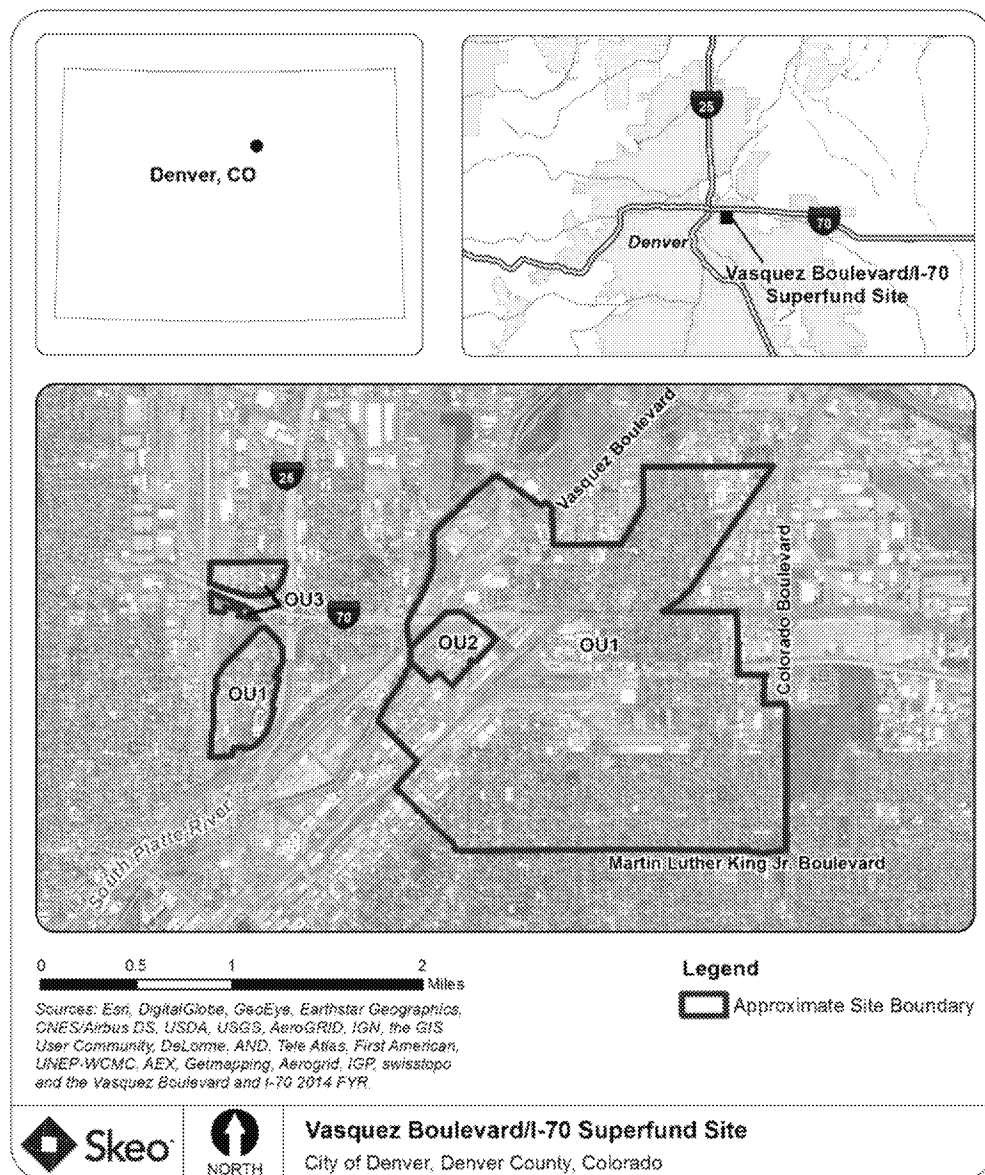 Denver, CO
25
70
Denver
Vasquez Boulevard/I-70
Superfund Site
Vasquez Boulevard
25
Colorado Boulevard
OU3
70
OU2
OU1
OU1
South Platte River
Martin Luther King Jr. Boulevard
0 0.5 1 2
Miles
Sources: Esri, DigitalGlobe, GeoEye, Earthstar Geographics,
CNES/Airbus DS, USDA, USGS, AeroGRID, IGN, the GIS
User Community, DeLorme, AND, Tele Atlas, First American,
UNEP-WCMC, AEX, Getmapping, Aerogrid, IGP, swisstopo
and the Vasquez Boulevard and I-70 2014 FYR.
Legend
Approximate Site Boundary
Skeo
NORTH
Vasquez Boulevard/I-70 Superfund Site
City of Denver, Denver County, Colorado